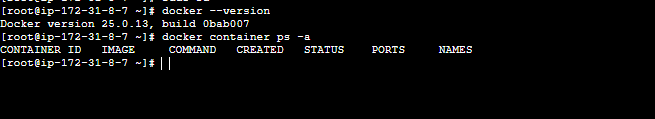 [root@ip-172-31-8-7 ~]# docker --version
Docker version 25.0.13, build 0bab007
[root@ip-172-31-8-7 ~]# docker container ps -a
CONTAINER ID   IMAGE     COMMAND   CREATED   STATUS    PORTS     NAMES
[root@ip-172-31-8-7 ~]#